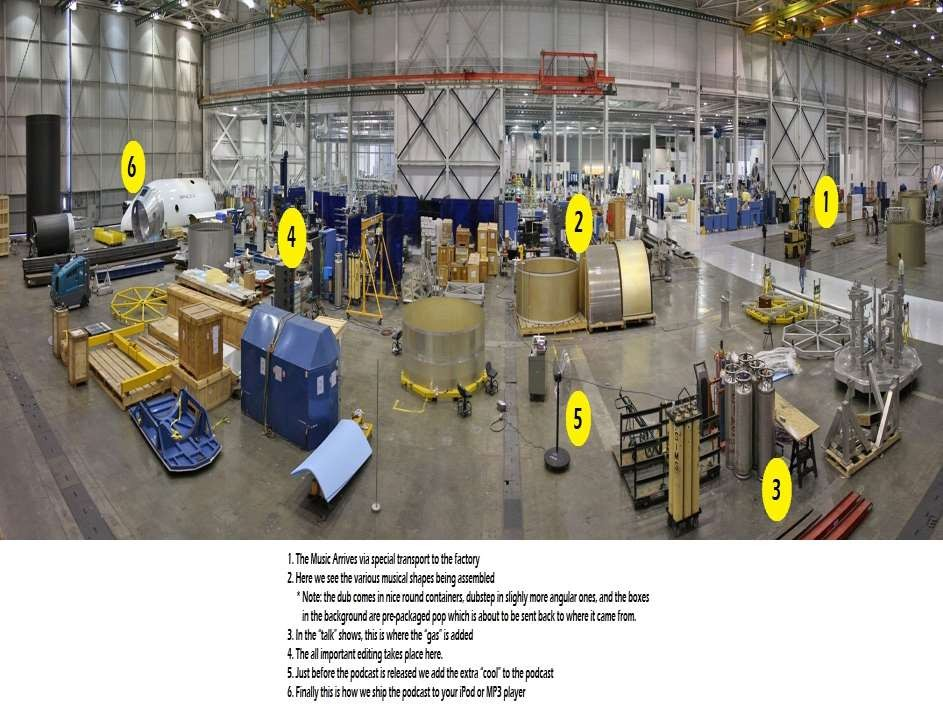 6
1
2
4
5
3
1. The Music Arrives via special transport to the factory
2. Here we see the various musical shapes being assembled
* Note: the dub comes in nice round containers, dubstep in slighly more angular ones, and the boxes
in the background are pre-packaged pop which is about to be sent back to where it came from.
3. In the "talk" shows, this is where the "gas" is added
4. The all important editing takes place here.
5. Just before the podcast is released we add the extra "cool" to the podcast
6. Finally this is how we ship the podcast to your iPod or MP3 player